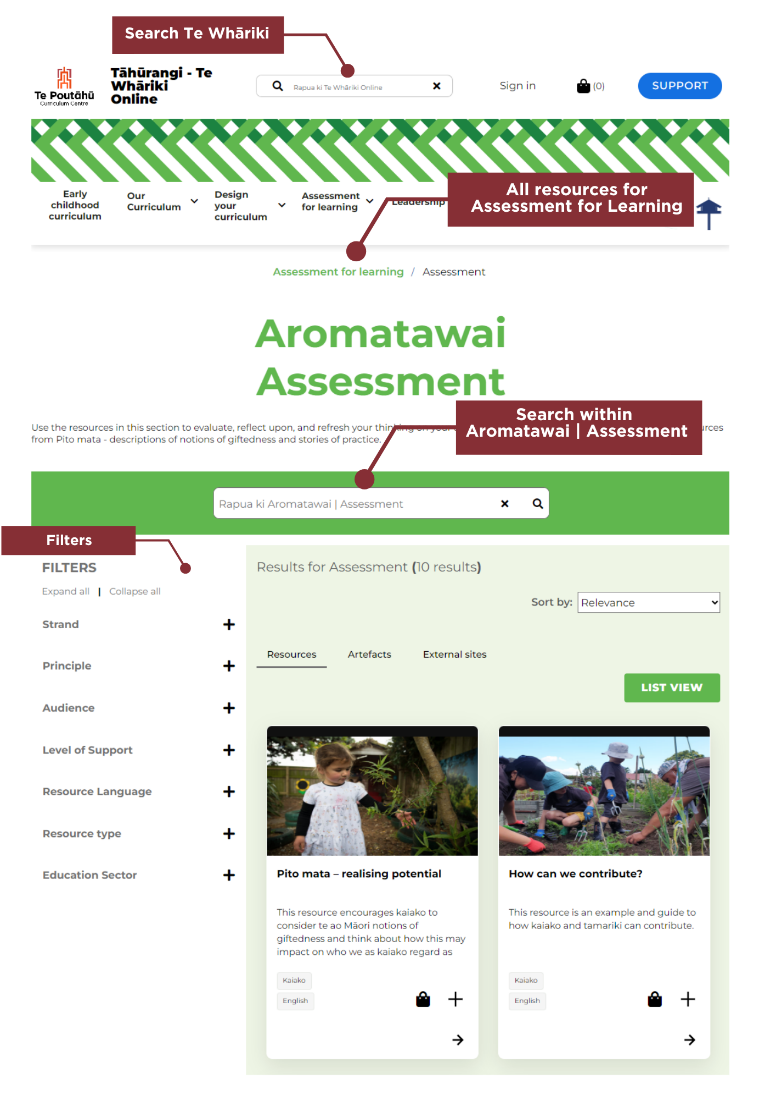 Search Te Whāriki
Te Poutāhū
Curriculum Centre
Tāhūrangi - Te
Whāriki
Online
Rapua ki Te Whāriki Online
Sign in
(0)
SUPPORT
Early
childhood
curriculum
Our
Curriculum
Design
your
curriculum
Assessment
for learning
Leadership
All resources for
Assessment for Learning
Assessment for learning / Assessment
Aromatawai
Assessment
Search within
Aromatawai | Assessment
Use the resources in this section to evaluate, reflect upon, and refresh your thinking on your
from Pito mata - descriptions of notions of giftedness and stories of practice.
Rapua ki Aromatawai | Assessment
Filters
FILTERS
Expand all | Collapse all
Strand
Principle
Audience
Level of Support
Resource Language
Resource type
Education Sector
Results for Assessment (10 results)
Sort by: Relevance
Resources Artefacts External sites
LIST VIEW
Pito mata – realising potential
This resource encourages kaiako to
consider te ao Māori notions of
giftedness and think about how this may
impact on who we as kaiako regard as
Kaiako
English
How can we contribute?
This resource is an example and guide to
how kaiako and tamariki can contribute.
Kaiako
English